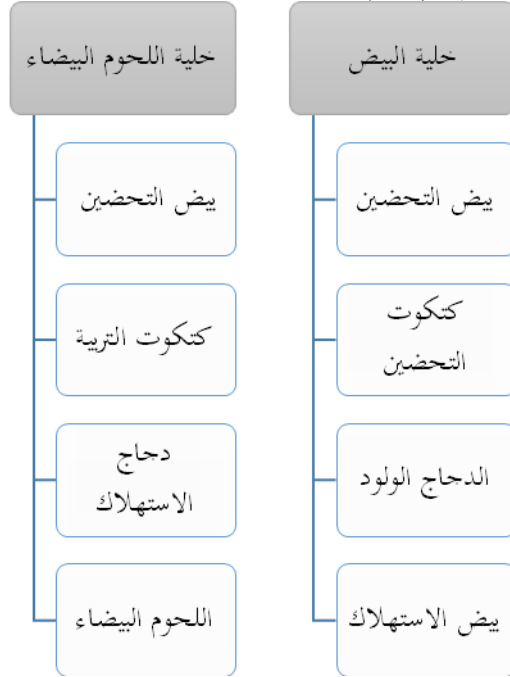 خلية البيض
بيض التحضين
كتكوت
التحضين
الدجاج الولود
بيض الاستهلاك
خلية اللحوم البيضاء
بيض التحضين
كتكوت التربية
دجاج
الاستهلاك
اللحوم البيضاء